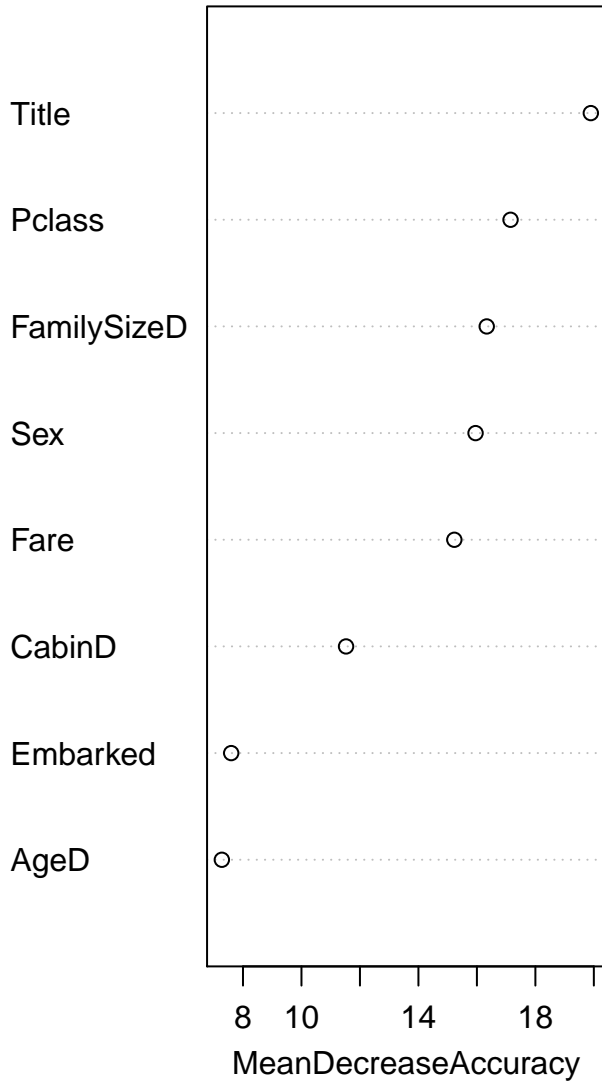 Title
Pclass
FamilySizeD
Sex
Fare
CabinD
Embarked
AgeD
8 10 14 18
MeanDecreaseAccuracy